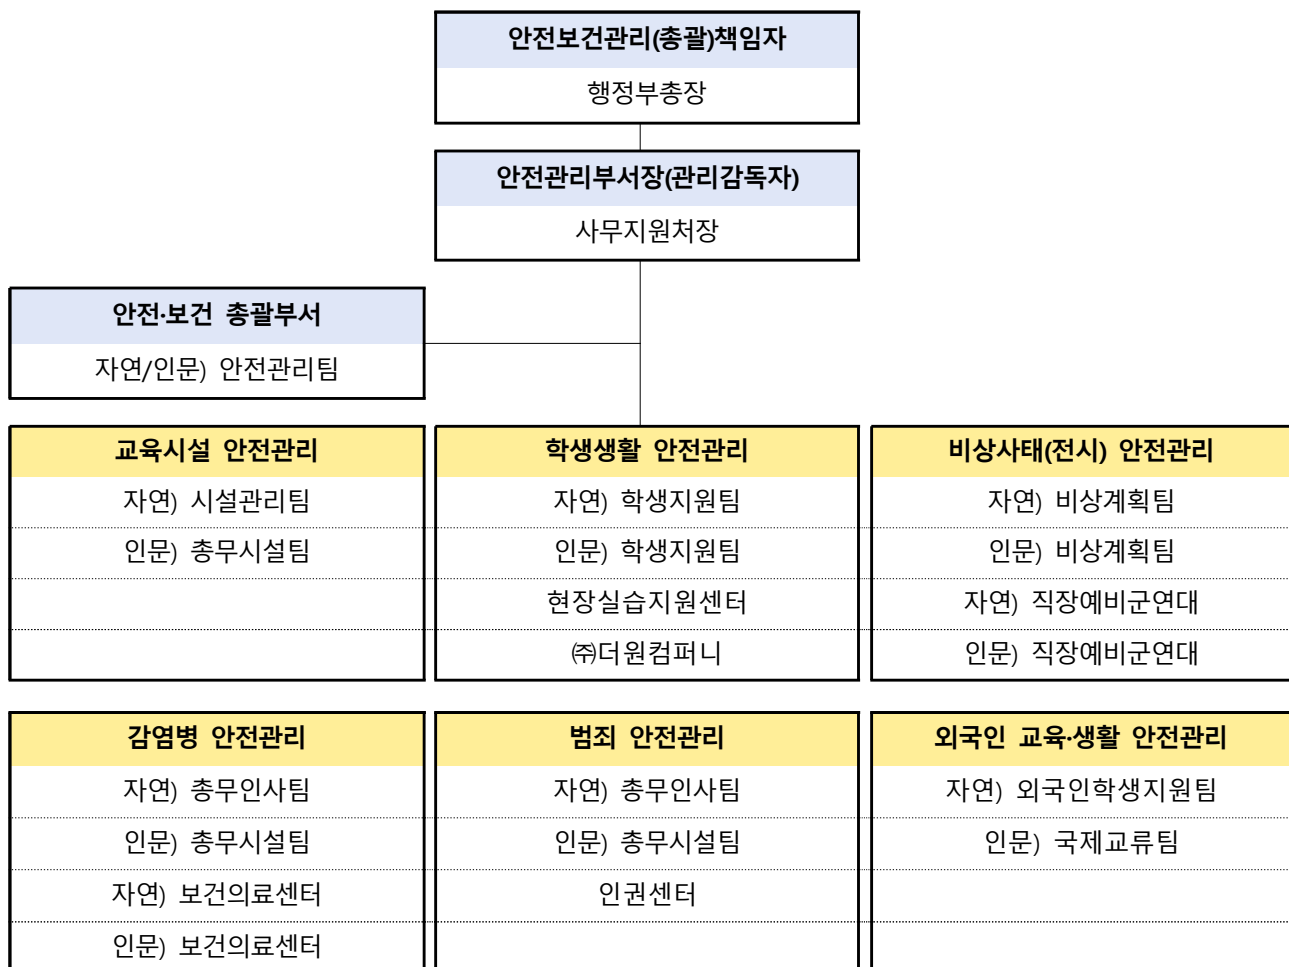 안전보건관리(총괄)책임자
행정부총장
안전관리부서장(관리감독자)
사무지원처장
안전·보건 총괄부서
자연/인문) 안전관리팀
교육시설 안전관리
자연) 시설관리팀
인문) 총무시설팀
학생생활 안전관리
자연) 학생지원팀
인문) 학생지원팀
현장실습지원센터
㈜더원컴퍼니
비상사태(전시) 안전관리
자연) 비상계획팀
인문) 비상계획팀
자연) 직장예비군연대
인문) 직장예비군연대
감염병 안전관리
자연) 총무인사팀
인문) 총무시설팀
자연) 보건의료센터
인문) 보건의료센터
범죄 안전관리
자연) 총무인사팀
인문) 총무시설팀
인권센터
외국인 교육·생활 안전관리
자연) 외국인학생지원팀
인문) 국제교류팀